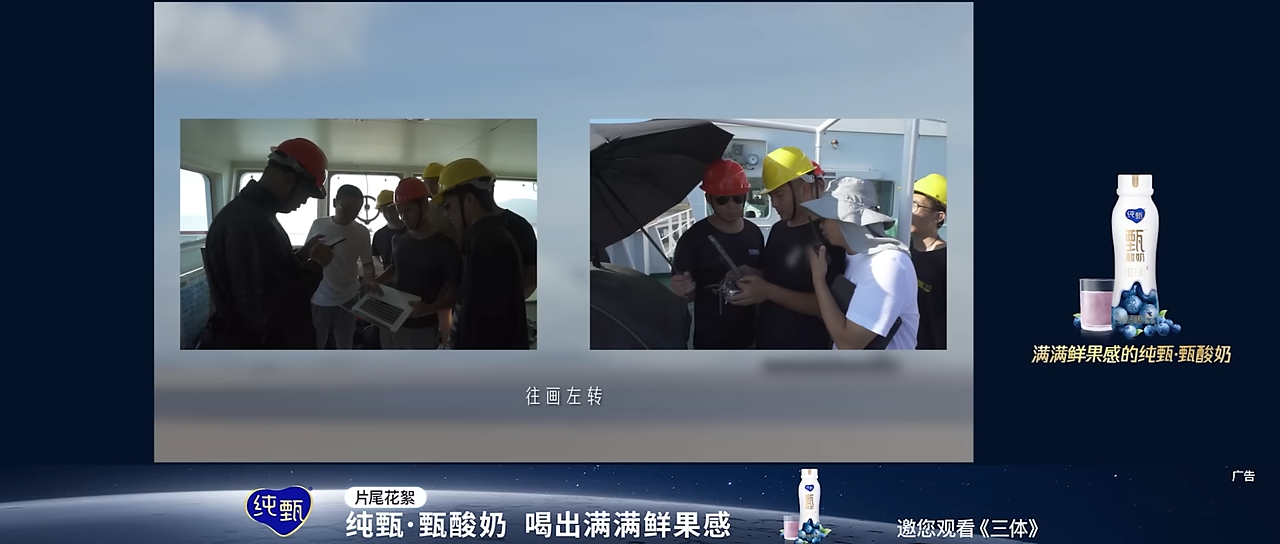 往画左转
纯甄
甄
酸奶
满满鲜果感的纯甄·甄酸奶
广告
纯甄
片尾花絮
纯甄·甄酸奶 喝出满满鲜果感
甄
邀您观看《三体》